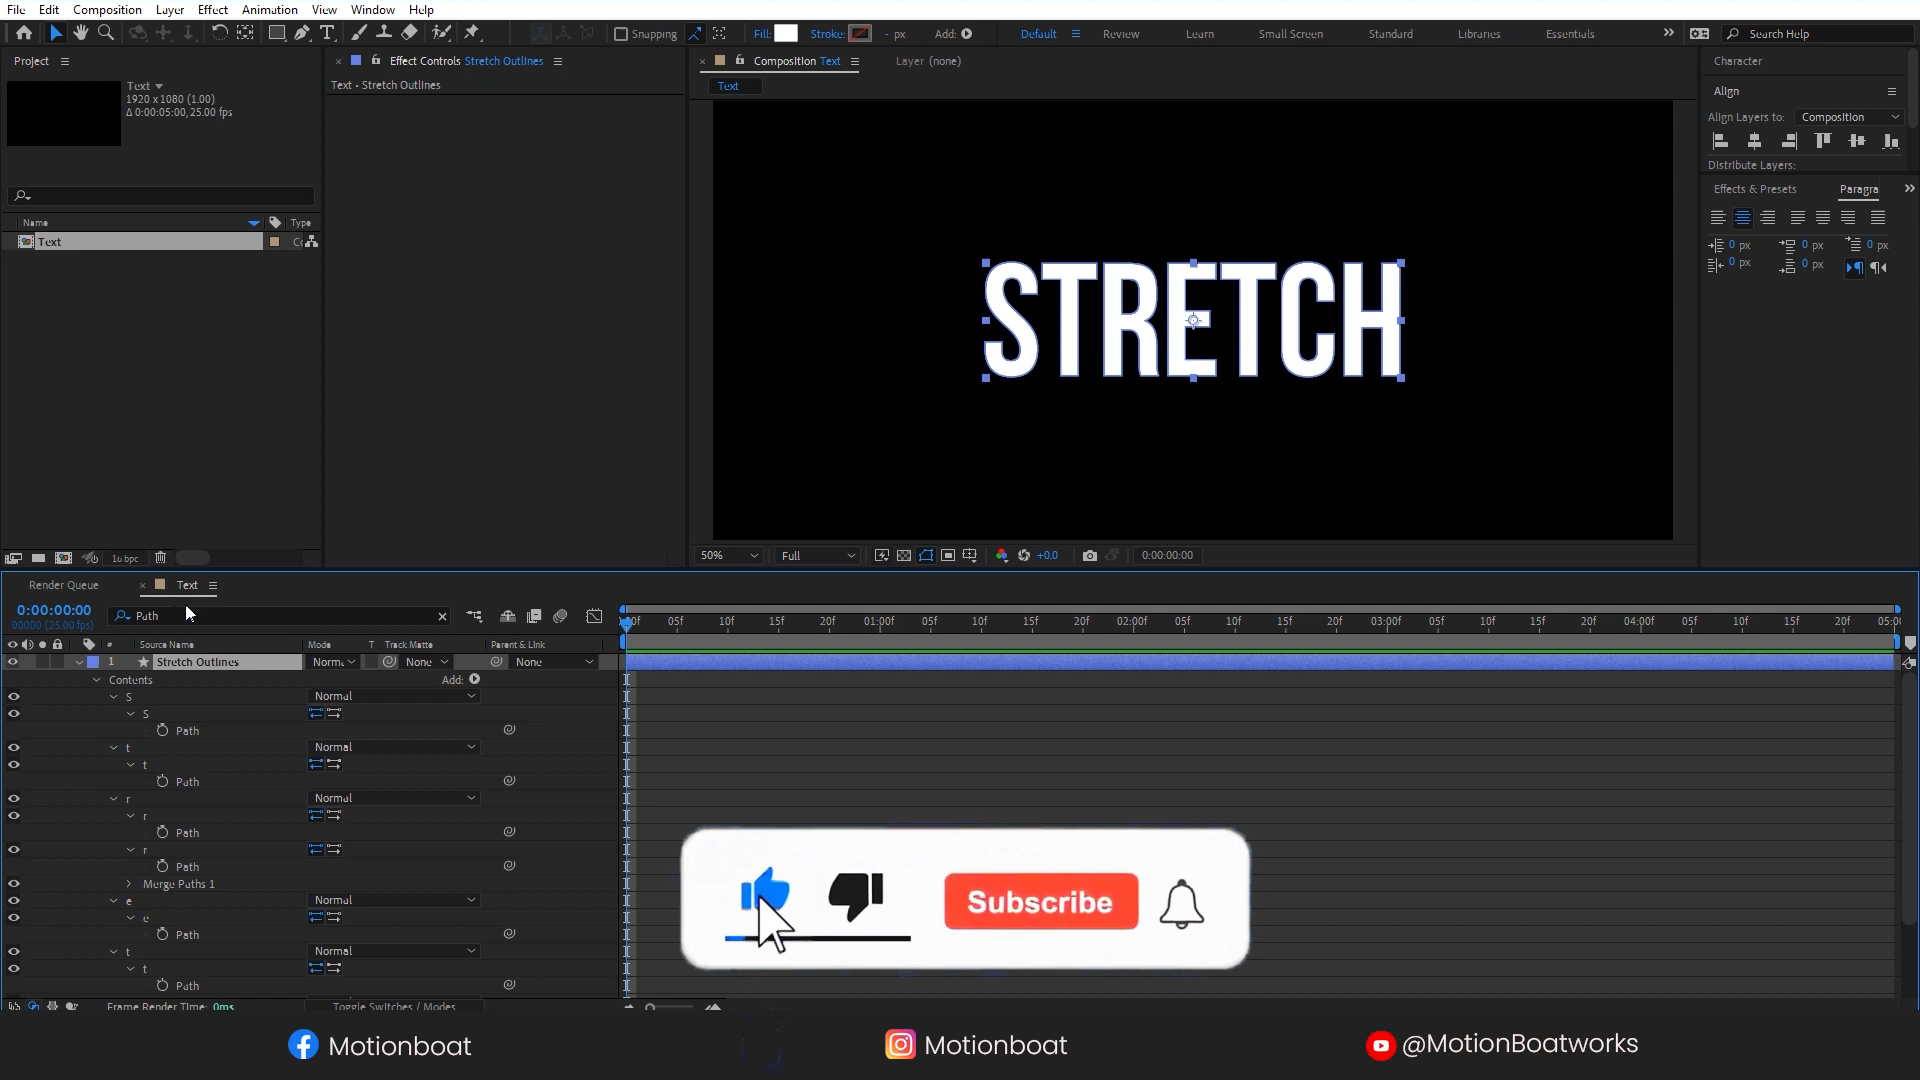 File Edit Composition Layer Effect Animation View Window Help
Snapping Fill: Stroke: - px Add: Default Review Learn Small Screen Standard Libraries Essentials Search Help
Project
Effect Controls Stretch Outlines
Composition Text
Layer (none)
Character
Text
1920 x 1080 (1.00)
Δ 0:00:05:00, 25.00 fps
Text • Stretch Outlines
Text
Align
Align Layers to: Composition
Distribute Layers:
Effects & Presets Paragra
Name Type
Text
0 px 0 px 0 px
0 px 0 px
STRETCH
16 bpc
50% Full +0.0 0:00:00:00
Render Queue Text
0:00:00:00
00000 (25.00 fps)
Path
05f 10f 15f 20f 01:00f 05f 10f 15f 20f 02:00f 05f 10f 15f 20f 03:00f 05f 10f 15f 20f 04:00f 05f 10f 15f 20f 05:00
# Source Name Mode T Track Matte Parent & Link
1 Stretch Outlines Norm None None
Contents Add:
S Normal
S
Path
t Normal
t
Path
r Normal
r
Path
r
Path
Merge Paths 1
e Normal
e
Path
t Normal
t
Path
Frame Render Time: 0ms Toggle Switches / Modes
Subscribe
Motionboat
Motionboat
@MotionBoatworks